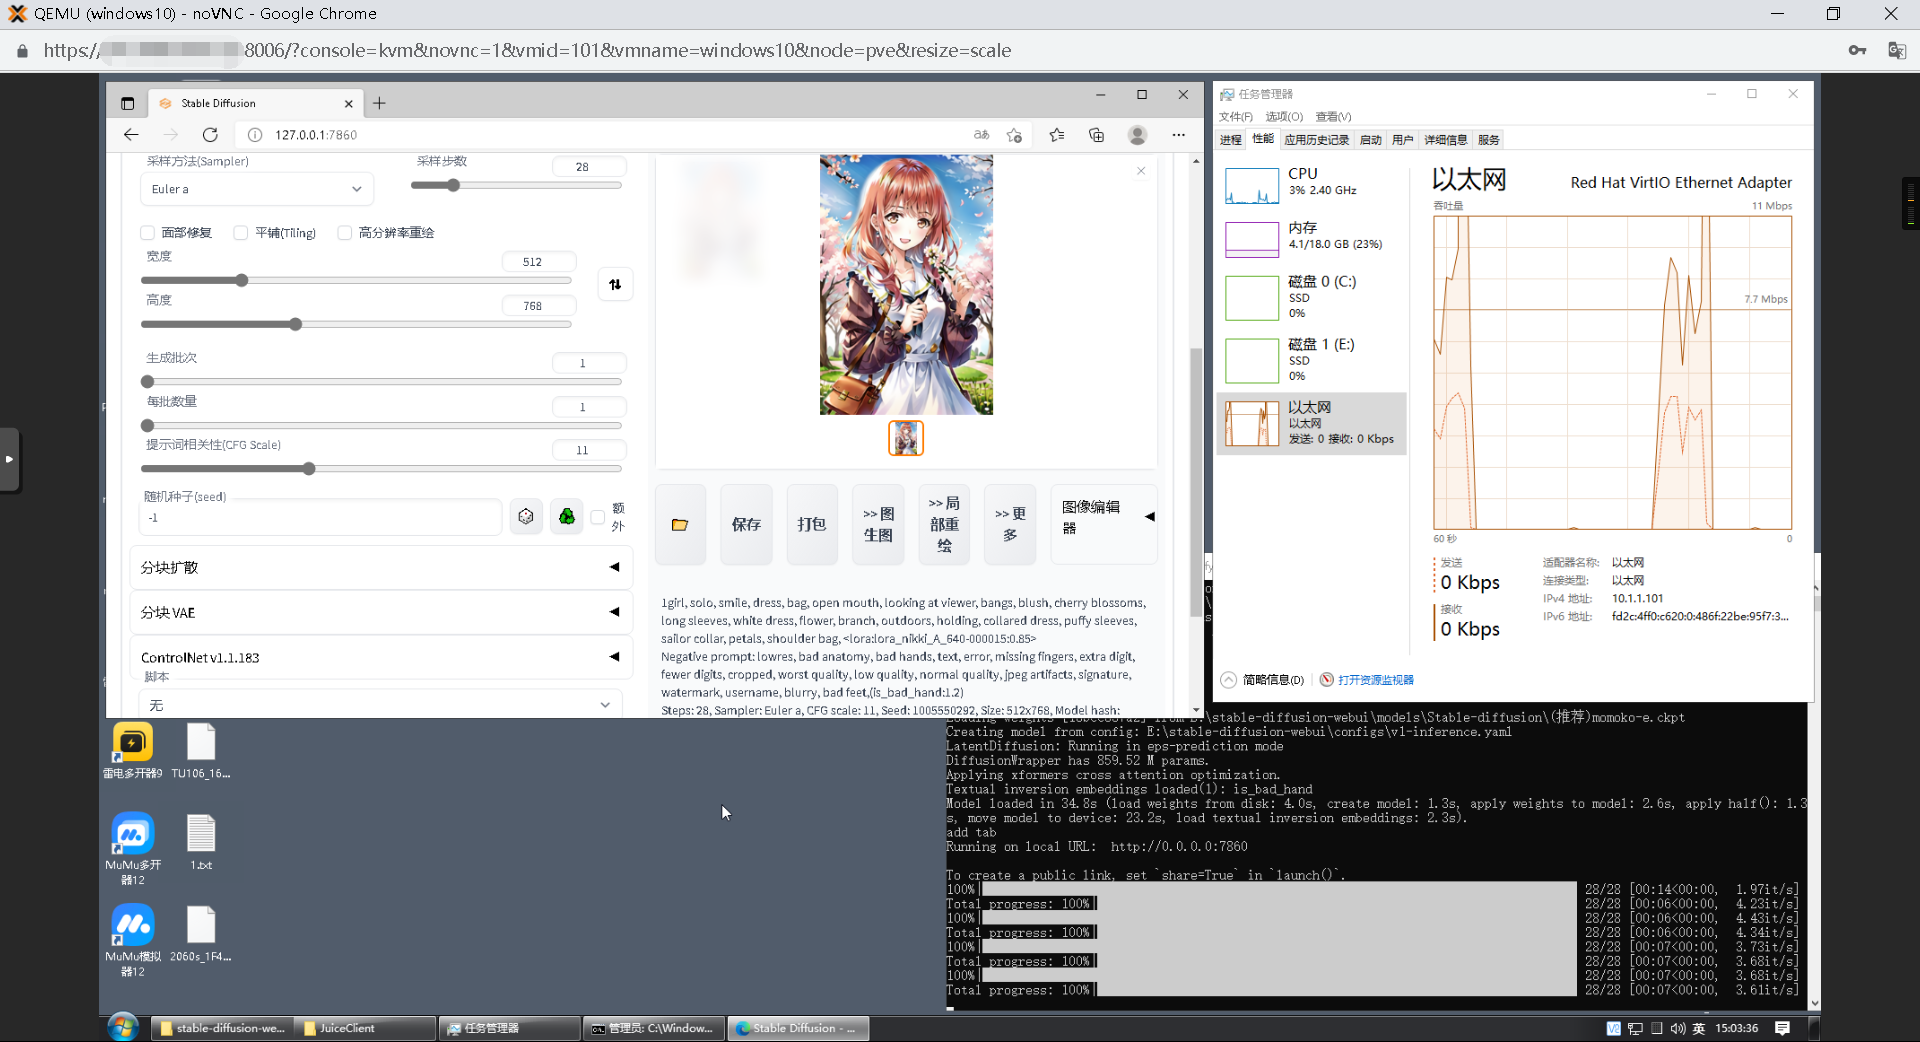 QEMU (windows10) - noVNC - Google Chrome
https://
8006/?console=kvm&novnc=1&vmid=101&vmname=windows10&node=pve&resize=scale
Stable Diffusion
127.0.0.1:7860
采样方法(Sampler)
采样步数
28
Euler a
面部修复
平铺(Tiling)
高分辨率重绘
宽度
512
高度
768
生成批次
1
每批数量
1
提示词相关性(CFG Scale)
11
随机种子(seed)
-1
额外
分块扩散
分块 VAE
ControlNet v1.1.183
脚本
无
保存
打包
>> 图生图
>> 局部重绘
>> 更多
图像编辑器
1girl, solo, smile, dress, bag, open mouth, looking at viewer, bangs, blush, cherry blossoms,
long sleeves, white dress, flower, branch, outdoors, holding, collared dress, puffy sleeves,
sailor collar, petals, shoulder bag, <lora:lora_nikki_A_640-000015:0.85>
Negative prompt: lowres, bad anatomy, bad hands, text, error, missing fingers, extra digit,
fewer digits, cropped, worst quality, low quality, normal quality, jpeg artifacts, signature,
watermark, username, blurry, bad feet,(is_bad_hand:1.2)
Steps: 28, Sampler: Euler a, CFG scale: 11, Seed: 1005550292, Size: 512x768, Model hash:
任务管理器
文件(F) 选项(O) 查看(V)
进程 性能 应用历史记录 启动 用户 详细信息 服务
CPU
3% 2.40 GHz
内存
4.1/18.0 GB (23%)
磁盘 0 (C:)
SSD
0%
磁盘 1 (E:)
SSD
0%
以太网
以太网
发送: 0 接收: 0 Kbps
以太网
Red Hat VirtIO Ethernet Adapter
吞吐量
11 Mbps
7.7 Mbps
60 秒
0
发送
0 Kbps
接收
0 Kbps
适配器名称: 以太网
连接类型: 以太网
IPv4 地址: 10.1.1.101
IPv6 地址: fd2c:4ff0:c620:0:486f:22be:95f7:3...
简略信息(D)
打开资源监视器
\stable-diffusion-webui\models\Stable-diffusion\(推荐)momoko-e.ckpt
Creating model from config: E:\stable-diffusion-webui\configs\v1-inference.yaml
LatentDiffusion: Running in eps-prediction mode
DiffusionWrapper has 859.52 M params.
Applying xformers cross attention optimization.
Textual inversion embeddings loaded(1): is_bad_hand
Model loaded in 34.8s (load weights from disk: 4.0s, create model: 1.3s, apply weights to model: 2.6s, apply half(): 1.3
s, move model to device: 23.2s, load textual inversion embeddings: 2.3s).
add tab
Running on local URL:  http://0.0.0.0:7860
To create a public link, set `share=True` in `launch()`.
100%| 28/28 [00:14<00:00,  1.97it/s]
Total progress: 100%| 28/28 [00:06<00:00,  4.23it/s]
100%| 28/28 [00:06<00:00,  4.43it/s]
Total progress: 100%| 28/28 [00:06<00:00,  4.34it/s]
100%| 28/28 [00:07<00:00,  3.73it/s]
Total progress: 100%| 28/28 [00:07<00:00,  3.68it/s]
100%| 28/28 [00:07<00:00,  3.68it/s]
Total progress: 100%| 28/28 [00:07<00:00,  3.61it/s]
雷电多开器9
TU106_16...
MuMu多开器12
1.txt
MuMu模拟器12
2060s_1F4...
stable-diffusion-we...
JuiceClient
任务管理器
管理员: C:\Window...
Stable Diffusion - ...
英
15:03:36